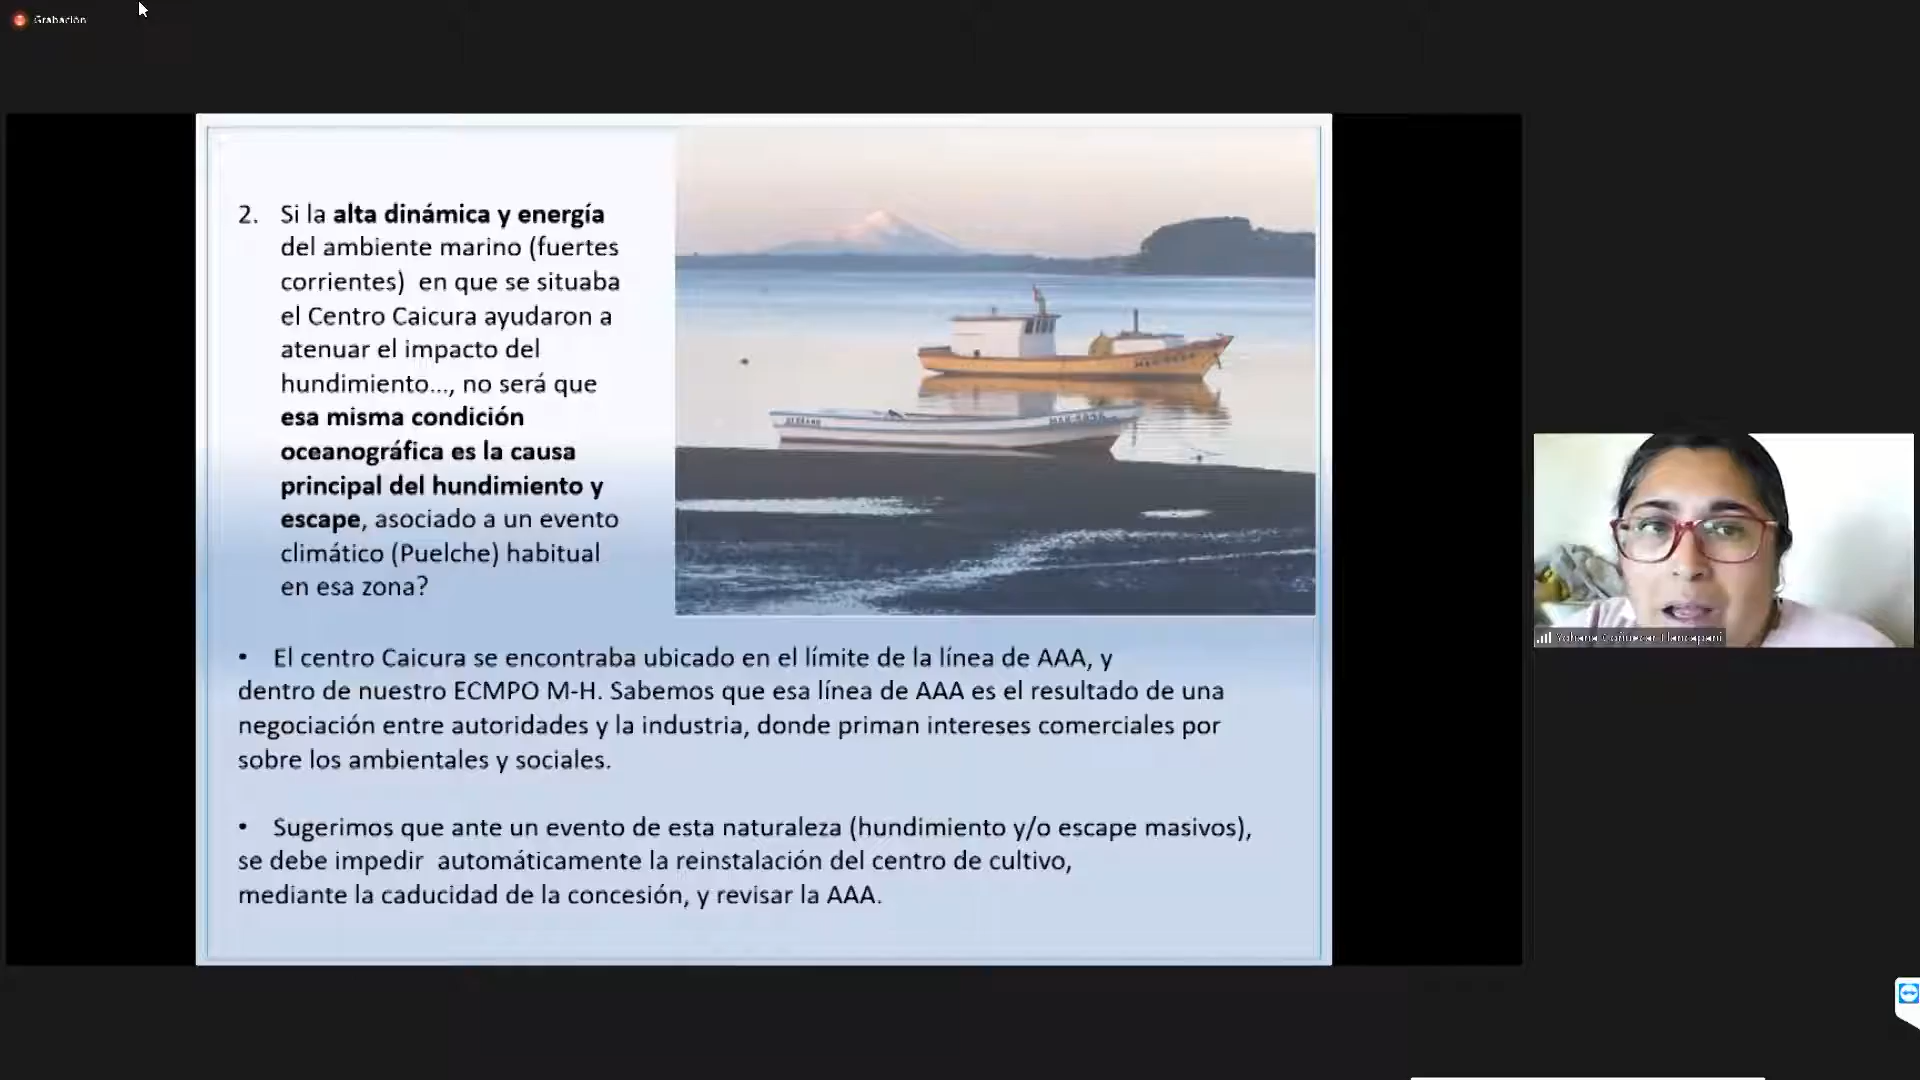 Grabación
2. Si la alta dinámica y energía
del ambiente marino (fuertes
corrientes) en que se situaba
el Centro Caicura ayudaron a
atenuar el impacto del
hundimiento..., no será que
esa misma condición
oceanográfica es la causa
principal del hundimiento y
escape, asociado a un evento
climático (Puelche) habitual
en esa zona?
• El centro Caicura se encontraba ubicado en el límite de la línea de AAA, y
dentro de nuestro ECMPO M-H. Sabemos que esa línea de AAA es el resultado de una
negociación entre autoridades y la industria, donde priman intereses comerciales por
sobre los ambientales y sociales.
• Sugerimos que ante un evento de esta naturaleza (hundimiento y/o escape masivos),
se debe impedir automáticamente la reinstalación del centro de cultivo,
mediante la caducidad de la concesión, y revisar la AAA.
Yohana Coñuecar Llancapani